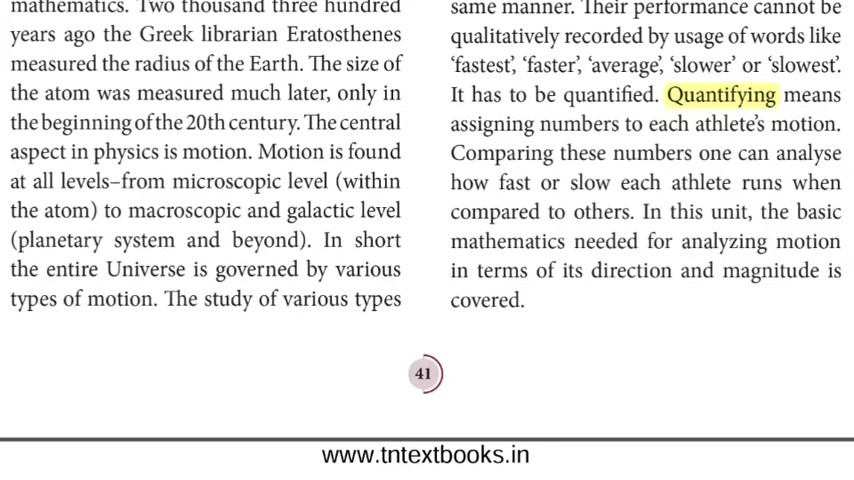 mathematics. Two thousand three hundred
years ago the Greek librarian Eratosthenes
measured the radius of the Earth. The size of
the atom was measured much later, only in
the beginning of the 20th century. The central
aspect in physics is motion. Motion is found
at all levels–from microscopic level (within
the atom) to macroscopic and galactic level
(planetary system and beyond). In short
the entire Universe is governed by various
types of motion. The study of various types
same manner. Their performance cannot be
qualitatively recorded by usage of words like
‘fastest’, ‘faster’, ‘average’, ‘slower’ or ‘slowest’.
It has to be quantified. Quantifying means
assigning numbers to each athlete’s motion.
Comparing these numbers one can analyse
how fast or slow each athlete runs when
compared to others. In this unit, the basic
mathematics needed for analyzing motion
in terms of its direction and magnitude is
covered.
41
www.tntextbooks.in